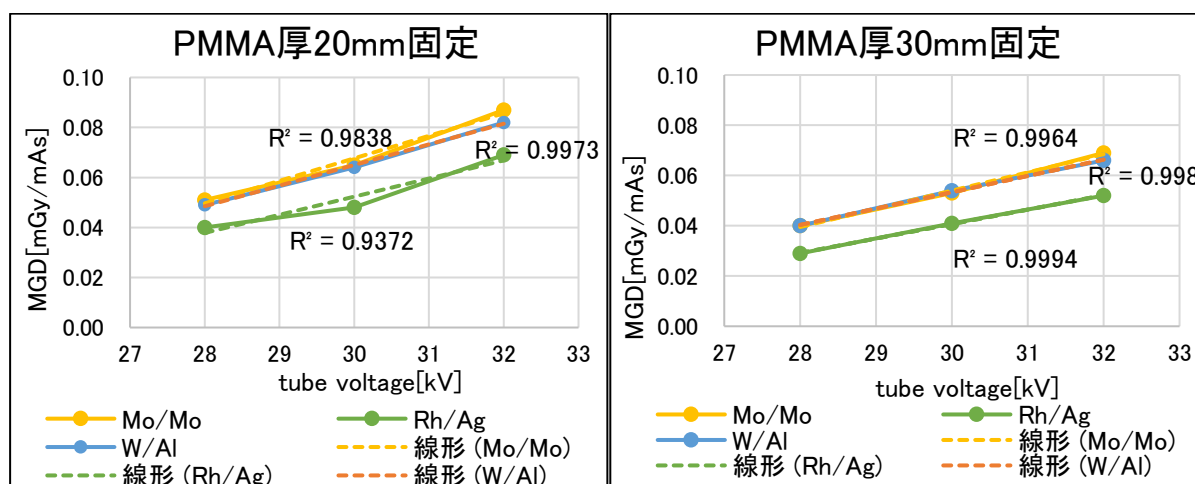 PMMA厚20mm固定
0.10
0.08
0.06
0.04
0.02
0.00
MGD[mGy/mAs]
R² = 0.9838
R² = 0.9973
R² = 0.9372
27 28 29 30 31 32 33
tube voltage[kV]
Mo/Mo Rh/Ag
W/Al 線形 (Mo/Mo)
線形 (Rh/Ag) 線形 (W/Al)
PMMA厚30mm固定
0.10
0.08
0.06
0.04
0.02
0.00
MGD[mGy/mAs]
R² = 0.9964
R² = 0.998
R² = 0.9994
27 28 29 30 31 32 33
tube voltage[kV]
Mo/Mo Rh/Ag
W/Al 線形 (Mo/Mo)
線形 (Rh/Ag) 線形 (W/Al)